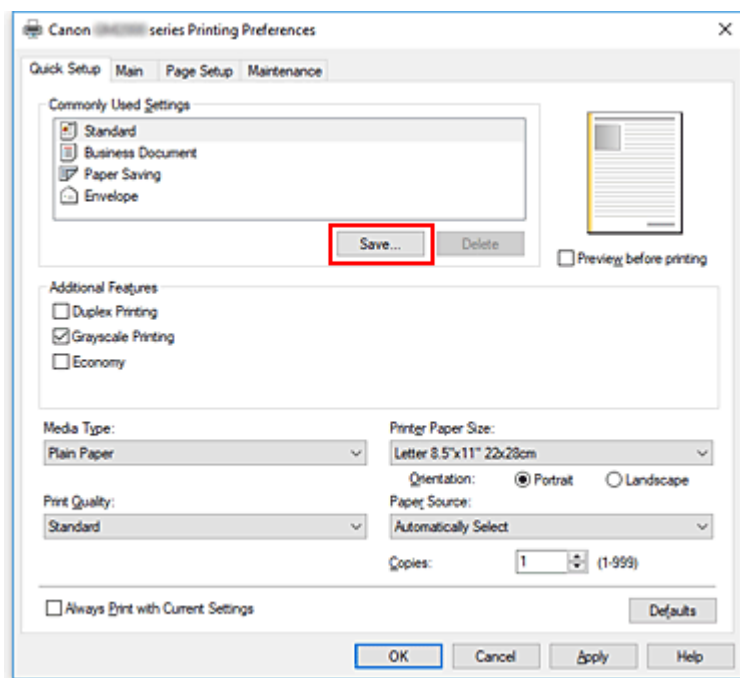 Canon series Printing Preferences
Quick Setup Main Page Setup Maintenance
Commonly Used Settings
Standard
Business Document
Paper Saving
Envelope
Save... Delete
Preview before printing
Additional Features
Duplex Printing
Grayscale Printing
Economy
Media Type: Printer Paper Size:
Plain Paper Letter 8.5"x11" 22x28cm
Orientation: Portrait Landscape
Print Quality: Paper Source:
Standard Automatically Select
Copies: 1 (1-999)
Always Print with Current Settings Defaults
OK Cancel Apply Help